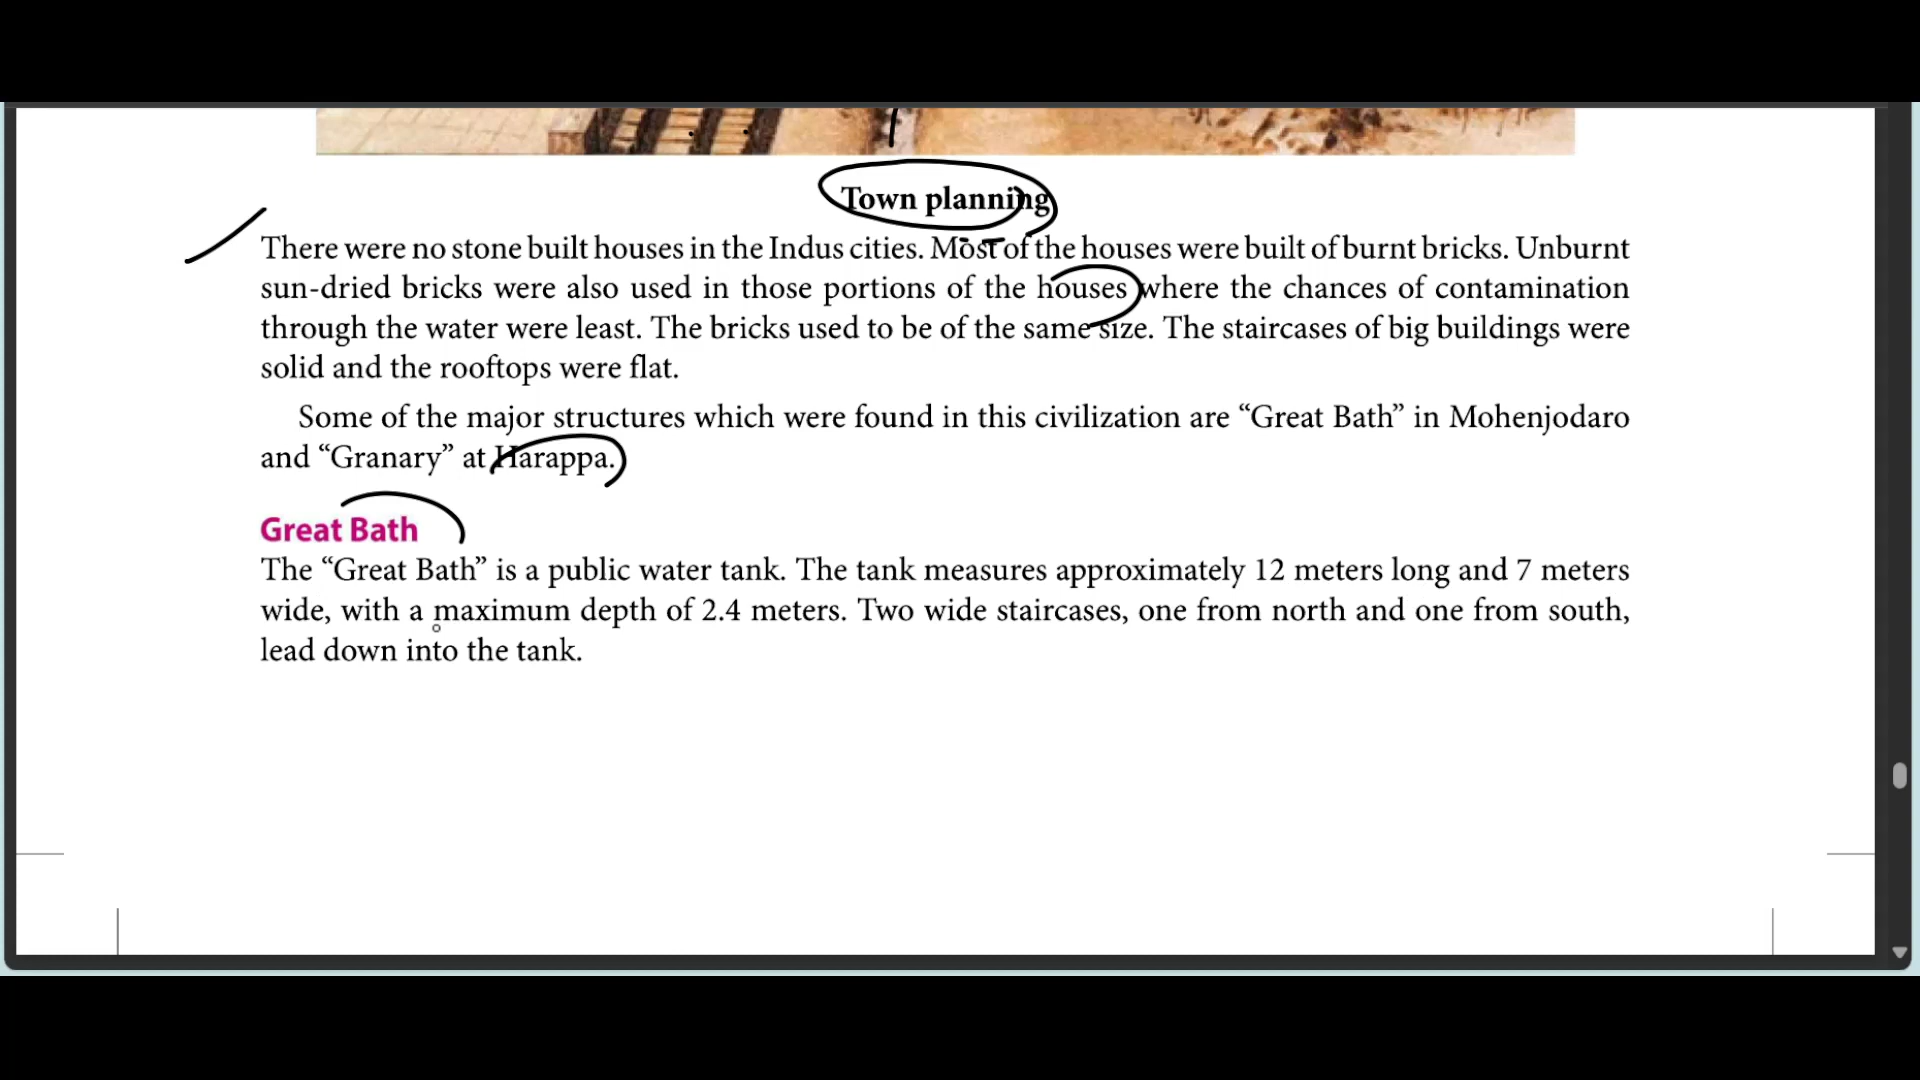 Town planning
There were no stone built houses in the Indus cities. Most of the houses were built of burnt bricks. Unburnt
sun-dried bricks were also used in those portions of the houses where the chances of contamination
through the water were least. The bricks used to be of the same size. The staircases of big buildings were
solid and the rooftops were flat.
Some of the major structures which were found in this civilization are “Great Bath” in Mohenjodaro
and “Granary” at Harappa.
Great Bath
The “Great Bath” is a public water tank. The tank measures approximately 12 meters long and 7 meters
wide, with a maximum depth of 2.4 meters. Two wide staircases, one from north and one from south,
lead down into the tank.